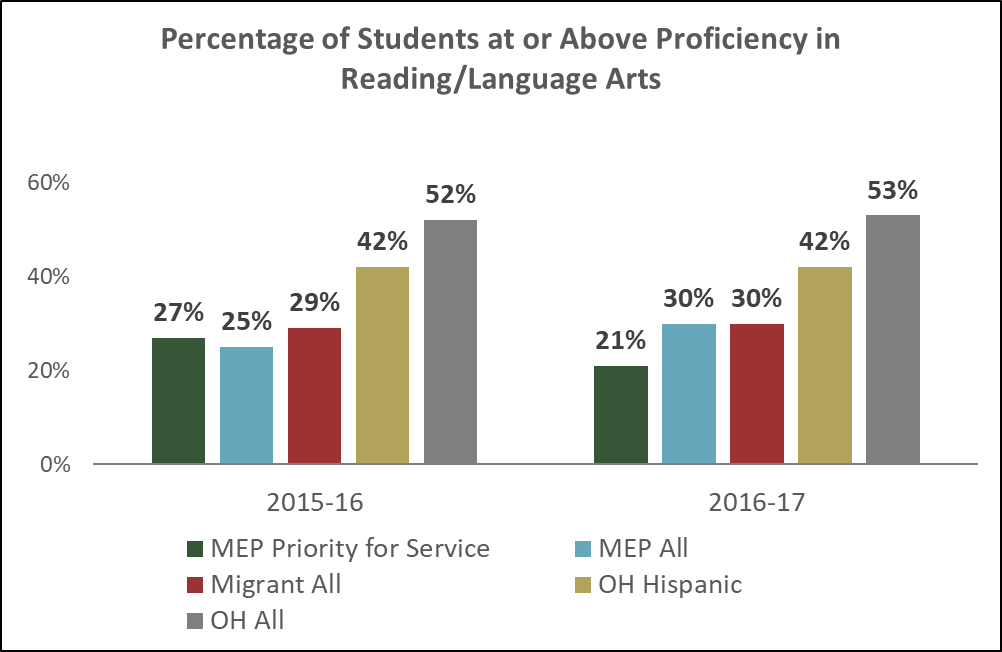 Percentage of Students at or Above Proficiency in
Reading/Language Arts
60%
40%
20%
0%
27%
25%
29%
42%
52%
21%
30%
30%
42%
53%
2015-16
2016-17
MEP Priority for Service
MEP All
Migrant All
OH Hispanic
OH All